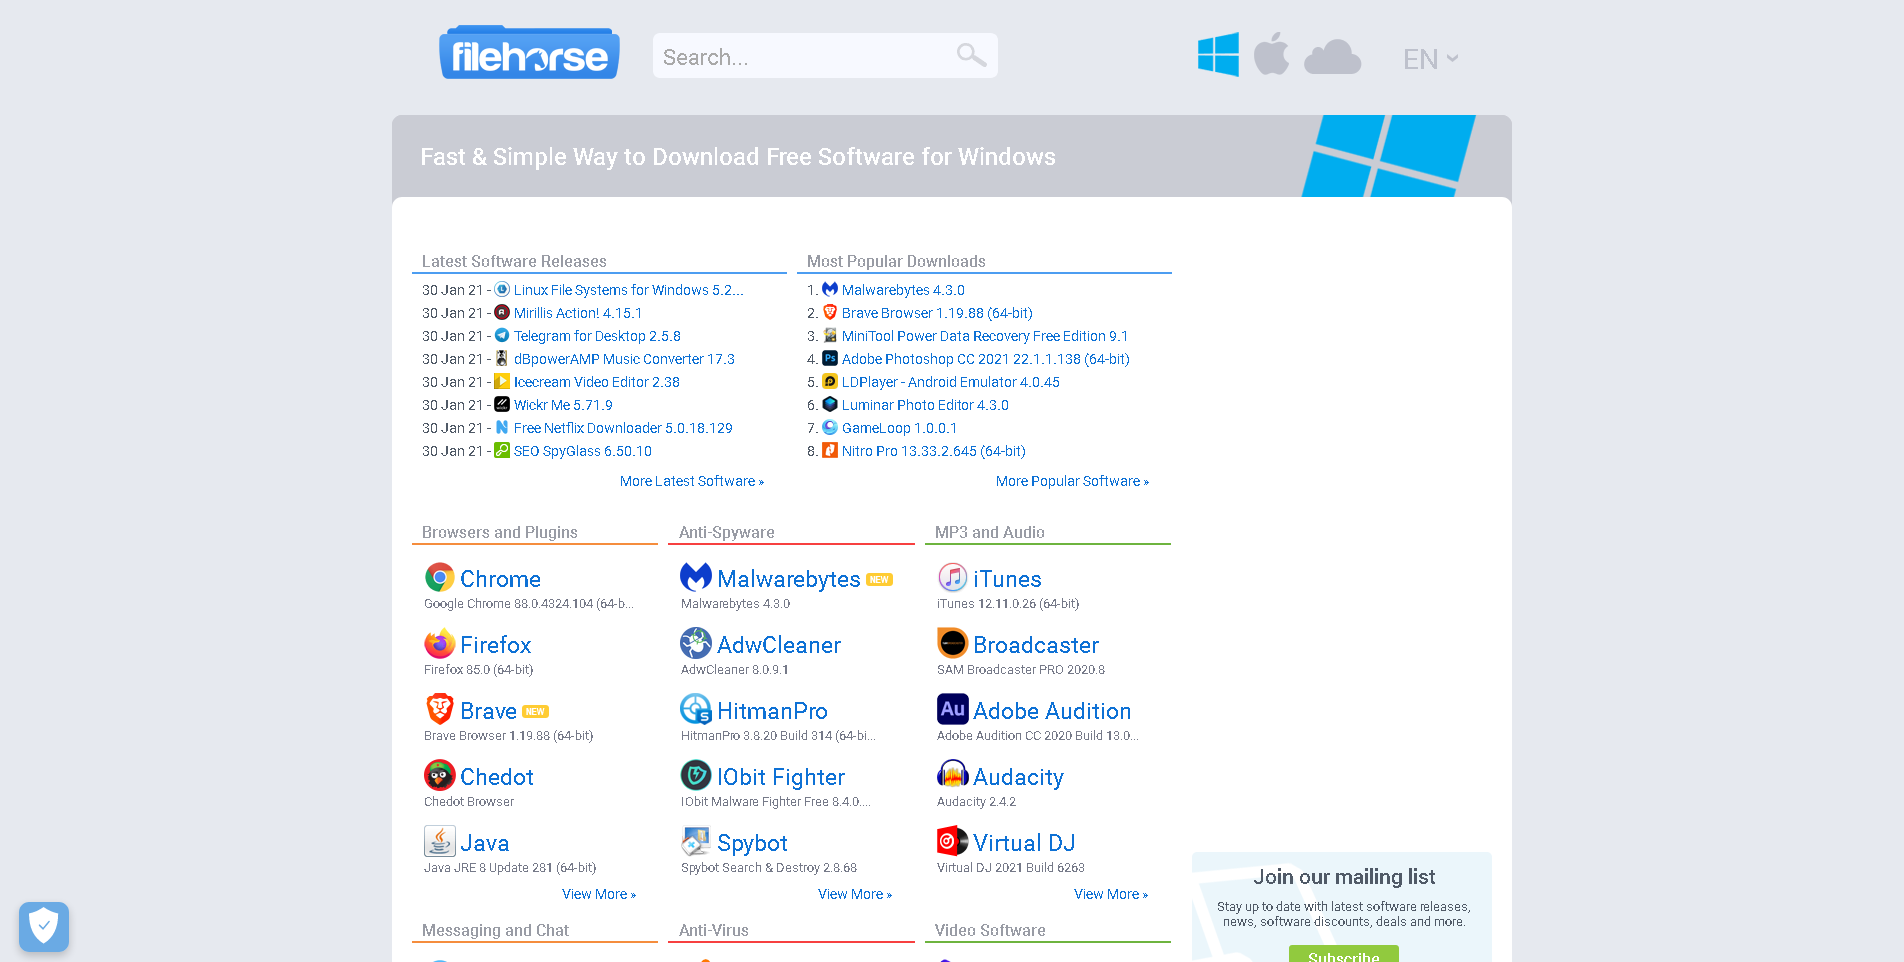 filehorse
Search...
EN
Fast & Simple Way to Download Free Software for Windows
Latest Software Releases
30 Jan 21 - Linux File Systems for Windows 5.2...
30 Jan 21 - Mirillis Action! 4.15.1
30 Jan 21 - Telegram for Desktop 2.5.8
30 Jan 21 - dBpowerAMP Music Converter 17.3
30 Jan 21 - Icecream Video Editor 2.38
30 Jan 21 - Wickr Me 5.71.9
30 Jan 21 - Free Netflix Downloader 5.0.18.129
30 Jan 21 - SEO SpyGlass 6.50.10
More Latest Software »
Most Popular Downloads
1. Malwarebytes 4.3.0
2. Brave Browser 1.19.88 (64-bit)
3. MiniTool Power Data Recovery Free Edition 9.1
4. Adobe Photoshop CC 2021 22.1.1.138 (64-bit)
5. LDPlayer - Android Emulator 4.0.45
6. Luminar Photo Editor 4.3.0
7. GameLoop 1.0.0.1
8. Nitro Pro 13.33.2.645 (64-bit)
More Popular Software »
Browsers and Plugins
Chrome
Google Chrome 88.0.4324.104 (64-b...
Firefox
Firefox 85.0 (64-bit)
Brave NEW
Brave Browser 1.19.88 (64-bit)
Chedot
Chedot Browser
Java
Java JRE 8 Update 281 (64-bit)
View More »
Anti-Spyware
Malwarebytes NEW
Malwarebytes 4.3.0
AdwCleaner
AdwCleaner 8.0.9.1
HitmanPro
HitmanPro 3.8.20 Build 314 (64-bi...
IObit Fighter
IObit Malware Fighter Free 8.4.0....
Spybot
Spybot Search & Destroy 2.8.68
View More »
MP3 and Audio
iTunes
iTunes 12.11.0.26 (64-bit)
Broadcaster
SAM Broadcaster PRO 2020.8
Au Adobe Audition
Adobe Audition CC 2020 Build 13.0...
Audacity
Audacity 2.4.2
Virtual DJ
Virtual DJ 2021 Build 6263
View More »
Messaging and Chat
Anti-Virus
Video Software
Join our mailing list
Stay up to date with latest software releases,
news, software discounts, deals and more.
Subscribe